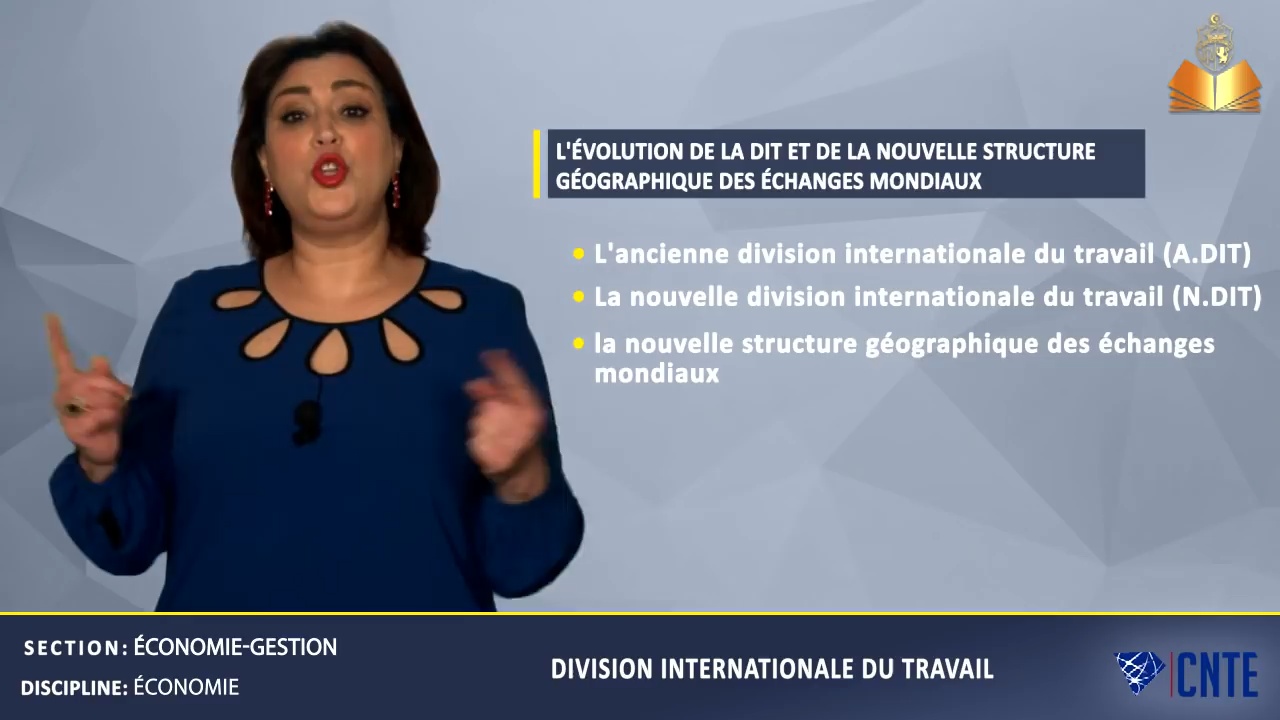 L'ÉVOLUTION DE LA DIT ET DE LA NOUVELLE STRUCTURE
GÉOGRAPHIQUE DES ÉCHANGES MONDIAUX
L'ancienne division internationale du travail (A.DIT)
La nouvelle division internationale du travail (N.DIT)
la nouvelle structure géographique des échanges
mondiaux
SECTION: ÉCONOMIE-GESTION
DISCIPLINE: ÉCONOMIE
DIVISION INTERNATIONALE DU TRAVAIL
CNTE